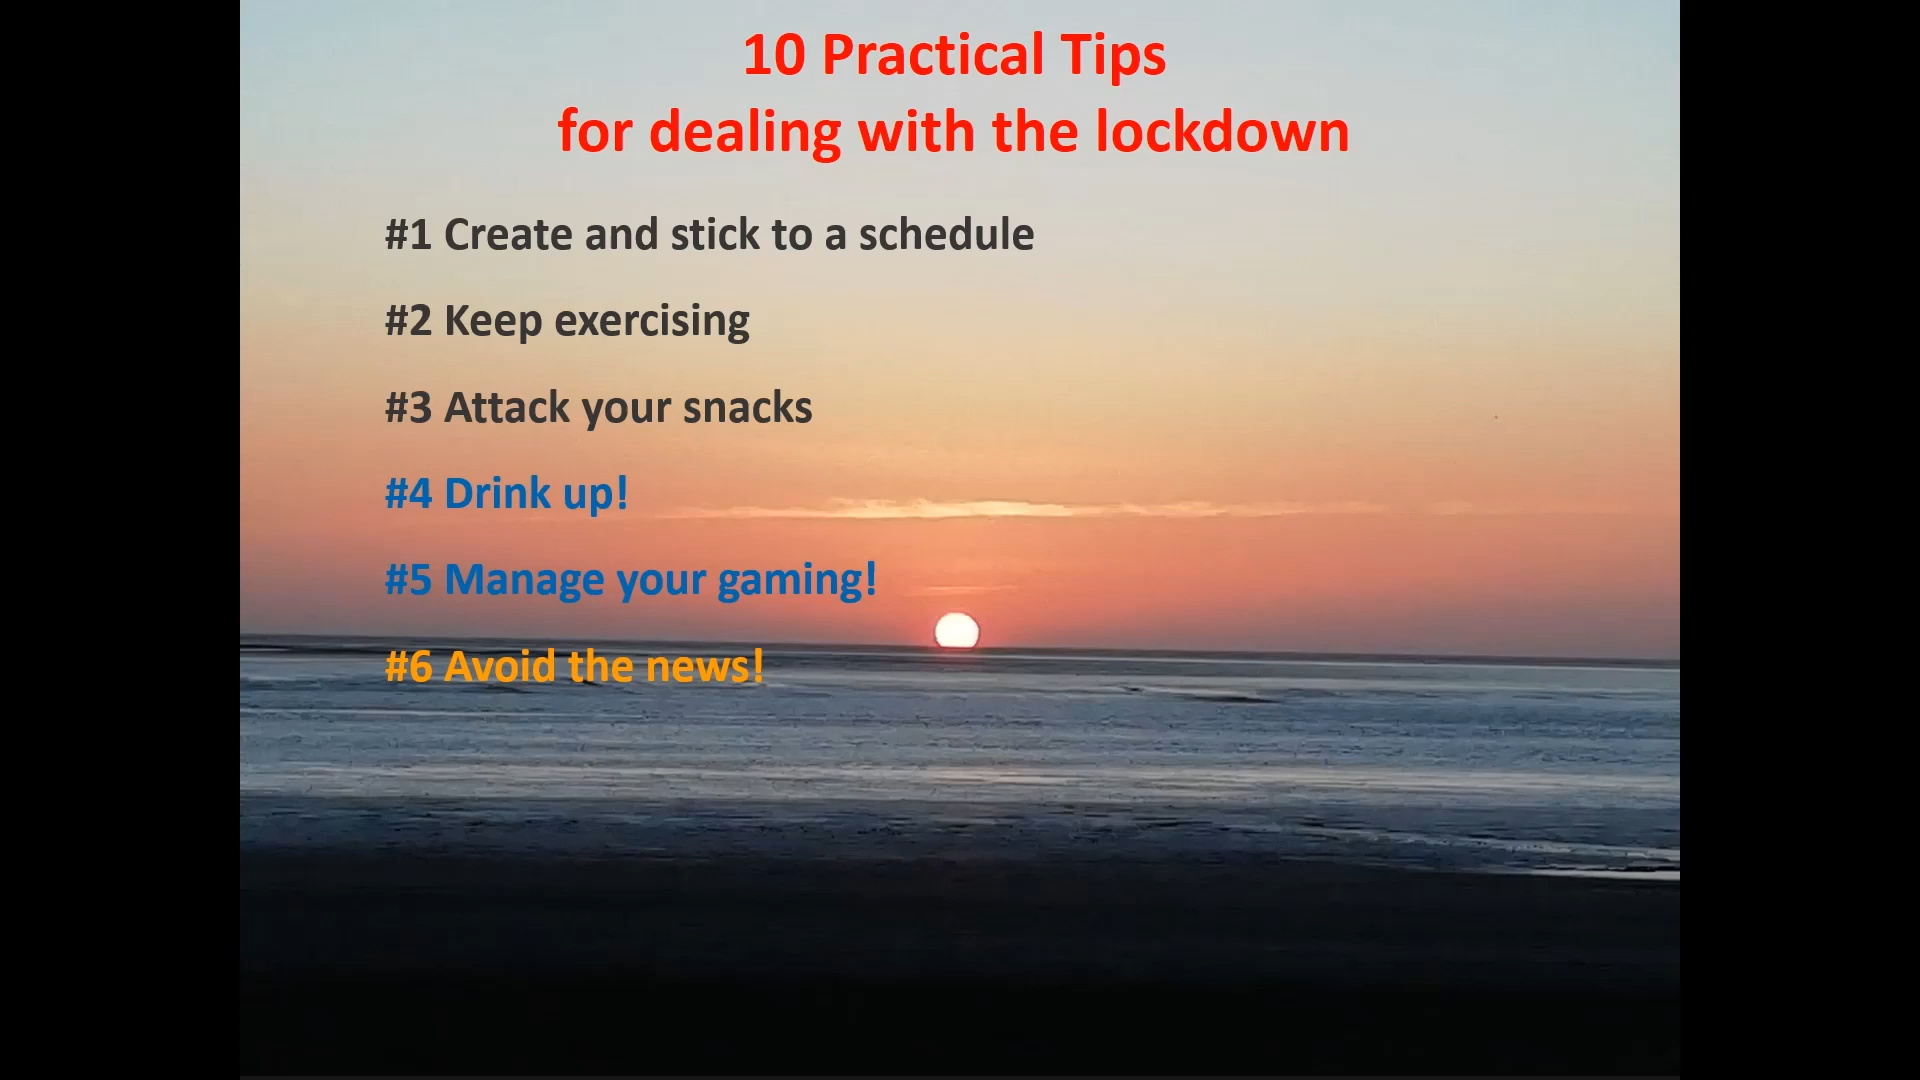 10 Practical Tips
for dealing with the lockdown
#1 Create and stick to a schedule
#2 Keep exercising
#3 Attack your snacks
#4 Drink up!
#5 Manage your gaming!
#6 Avoid the news!